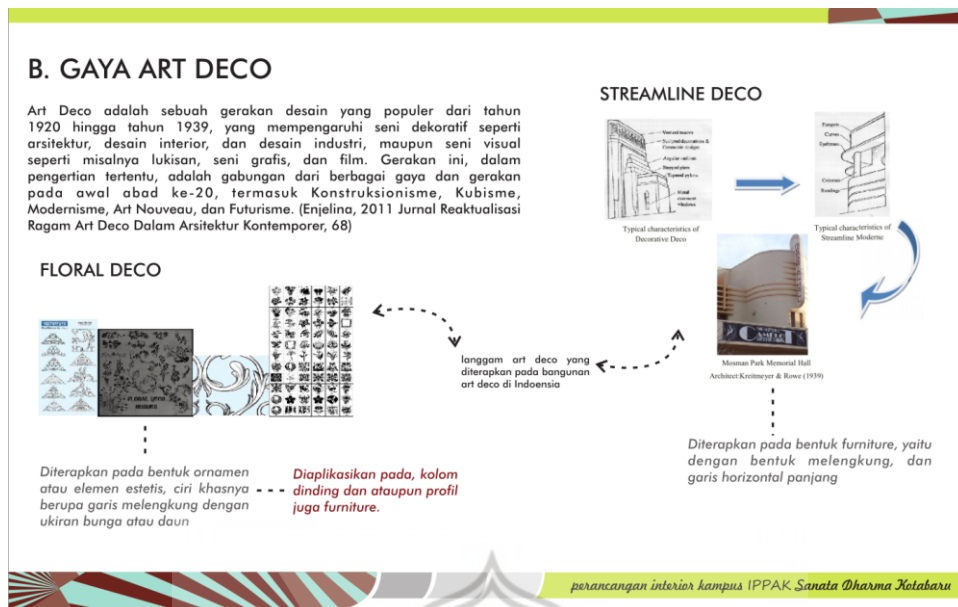 B. GAYA ART DECO
Art Deco adalah sebuah gerakan desain yang populer dari tahun
1920 hingga tahun 1939, yang mempengaruhi seni dekoratif seperti
arsitektur, desain interior, dan desain industri, maupun seni visual
seperti misalnya lukisan, seni grafis, dan film. Gerakan ini, dalam
pengertian tertentu, adalah gabungan dari berbagai gaya dan gerakan
pada awal abad ke-20, termasuk Konstruksionisme, Kubisme,
Modernisme, Art Nouveau, dan Futurisme. (Enjelina, 2011 Jurnal Reaktualisasi
Ragam Art Deco Dalam Arsitektur Kontemporer, 68)
STREAMLINE DECO
Typical characteristics of
Decorative Deco
Typical characteristics of
Streamline Moderne
Mosman Park Memorial Hall
Architect:Kreitmeyer & Rowe (1939)
FLORAL DECO
FLORAL DECO
langgam art deco yang
diterapkan pada bangunan
art deco di Indoensia
Diterapkan pada bentuk ornamen
atau elemen estetis, ciri khasnya
berupa garis melengkung dengan
ukiran bunga atau daun
Diaplikasikan pada, kolom
dinding dan ataupun profil
juga furniture.
Diterapkan pada bentuk furniture, yaitu
dengan bentuk melengkung, dan
garis horizontal panjang
perancangan interior kampus IPPAK Sanata Dharma Kotabaru